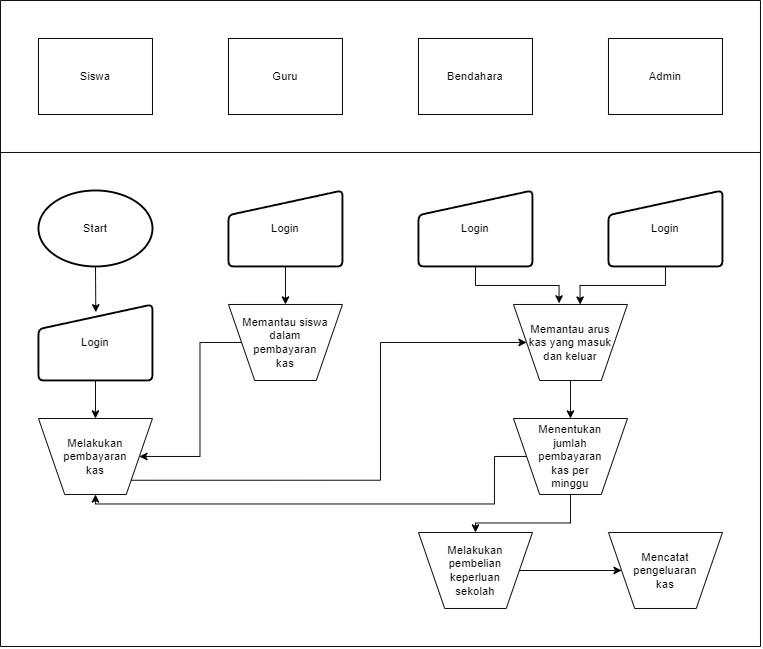 Siswa
Guru
Bendahara
Admin
Start
Login
Login
Login
Login
Memantau siswa
dalam
pembayaran
kas
Memantau arus
kas yang masuk
dan keluar
Melakukan
pembayaran
kas
Menentukan
jumlah
pembayaran
kas per
minggu
Melakukan
pembelian
keperluan
sekolah
Mencatat
pengeluaran
kas